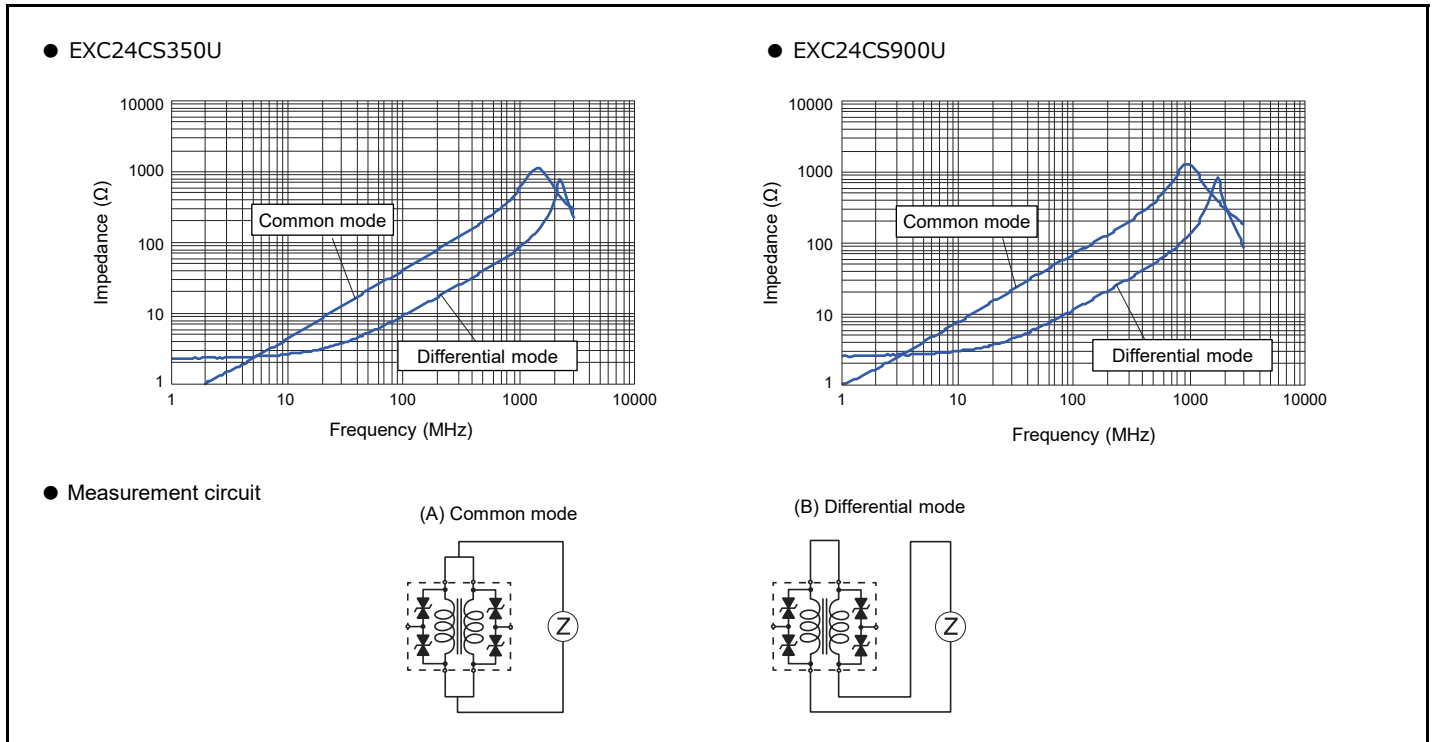 ● EXC24CS350U
10000
1000
100
10
1
Impedance (Ω)
Common mode
Differential mode
1 10 100 1000 10000
Frequency (MHz)
● EXC24CS900U
10000
1000
100
10
1
Impedance (Ω)
Common mode
Differential mode
1 10 100 1000 10000
Frequency (MHz)
● Measurement circuit
(A) Common mode
Z
(B) Differential mode
Z